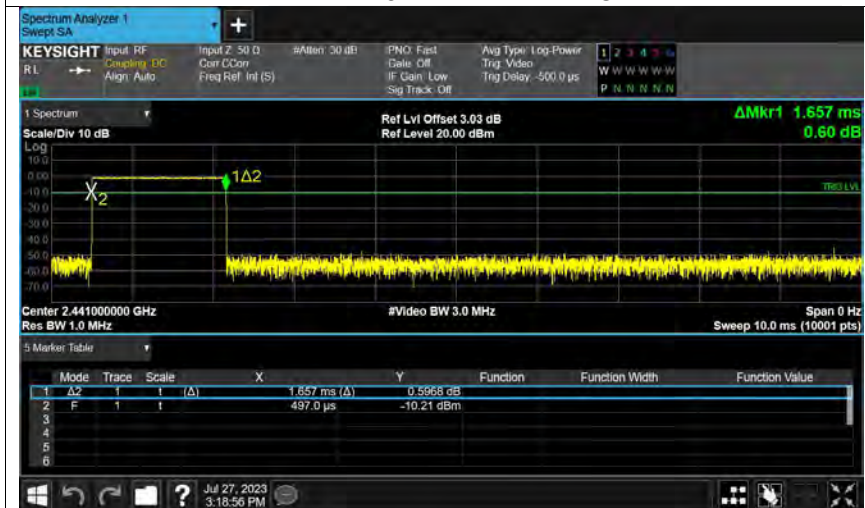 Spectrum Analyzer 1
Swept SA
+
KEYSIGHT Input: RF Input Z: 50 Ω #Atten: 30 dB PNO: Fast Avg Type: Log-Power 1 2 3 4 5 6
RL Coupling: DC Corr CCorr Gate: Off Trig: Video W W W W W W
Align: Auto Freq Ref: Int (S) IF Gain: Low Trig Delay: -500.0 µs P N N N N N
Sig Track: Off
1 Spectrum
Scale/Div 10 dB
Ref Lvl Offset 3.03 dB
Ref Level 20.00 dBm
ΔMkr1 1.657 ms
0.60 dB
Log
10.0
0.00
-10.0
-20.0
-30.0
-40.0
-50.0
-60.0
-70.0
1Δ2
X2
TRIG LVL
Center 2.441000000 GHz #Video BW 3.0 MHz Span 0 Hz
Res BW 1.0 MHz Sweep 10.0 ms (10001 pts)
5 Marker Table
Mode Trace Scale X Y Function Function Width Function Value
1 Δ2 1 t (Δ) 1.657 ms (Δ) 0.5968 dB
2 F 1 t 497.0 µs -10.21 dBm
3
4
5
6
? Jul 27, 2023
3:18:56 PM